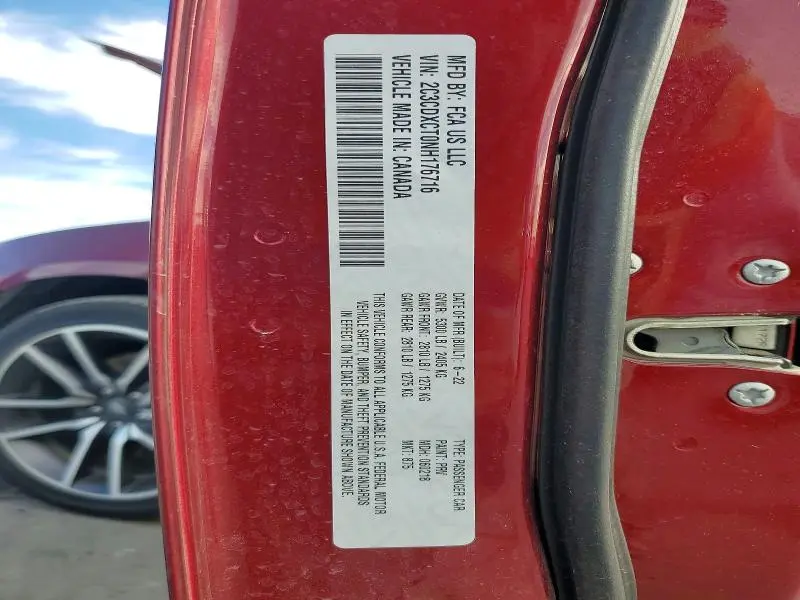 MFD BY: FCA US LLC
VIN: 2C3CDXCT0NH176716
VEHICLE MADE IN: CANADA
DATE OF MFR (BUILT): 6-22
GVWR: 5300 LB / 2405 KG
GAWR FRONT: 2810 LB / 1275 KG
GAWR REAR: 2810 LB / 1275 KG
THIS VEHICLE CONFORMS TO ALL APPLICABLE U.S.A. FEDERAL MOTOR
VEHICLE SAFETY, BUMPER, AND THEFT PREVENTION STANDARDS
IN EFFECT ON THE DATE OF MANUFACTURE SHOWN ABOVE.
TYPE: PASSENGER CAR
PAINT: PRV
MDH: 060218
MKT: 875